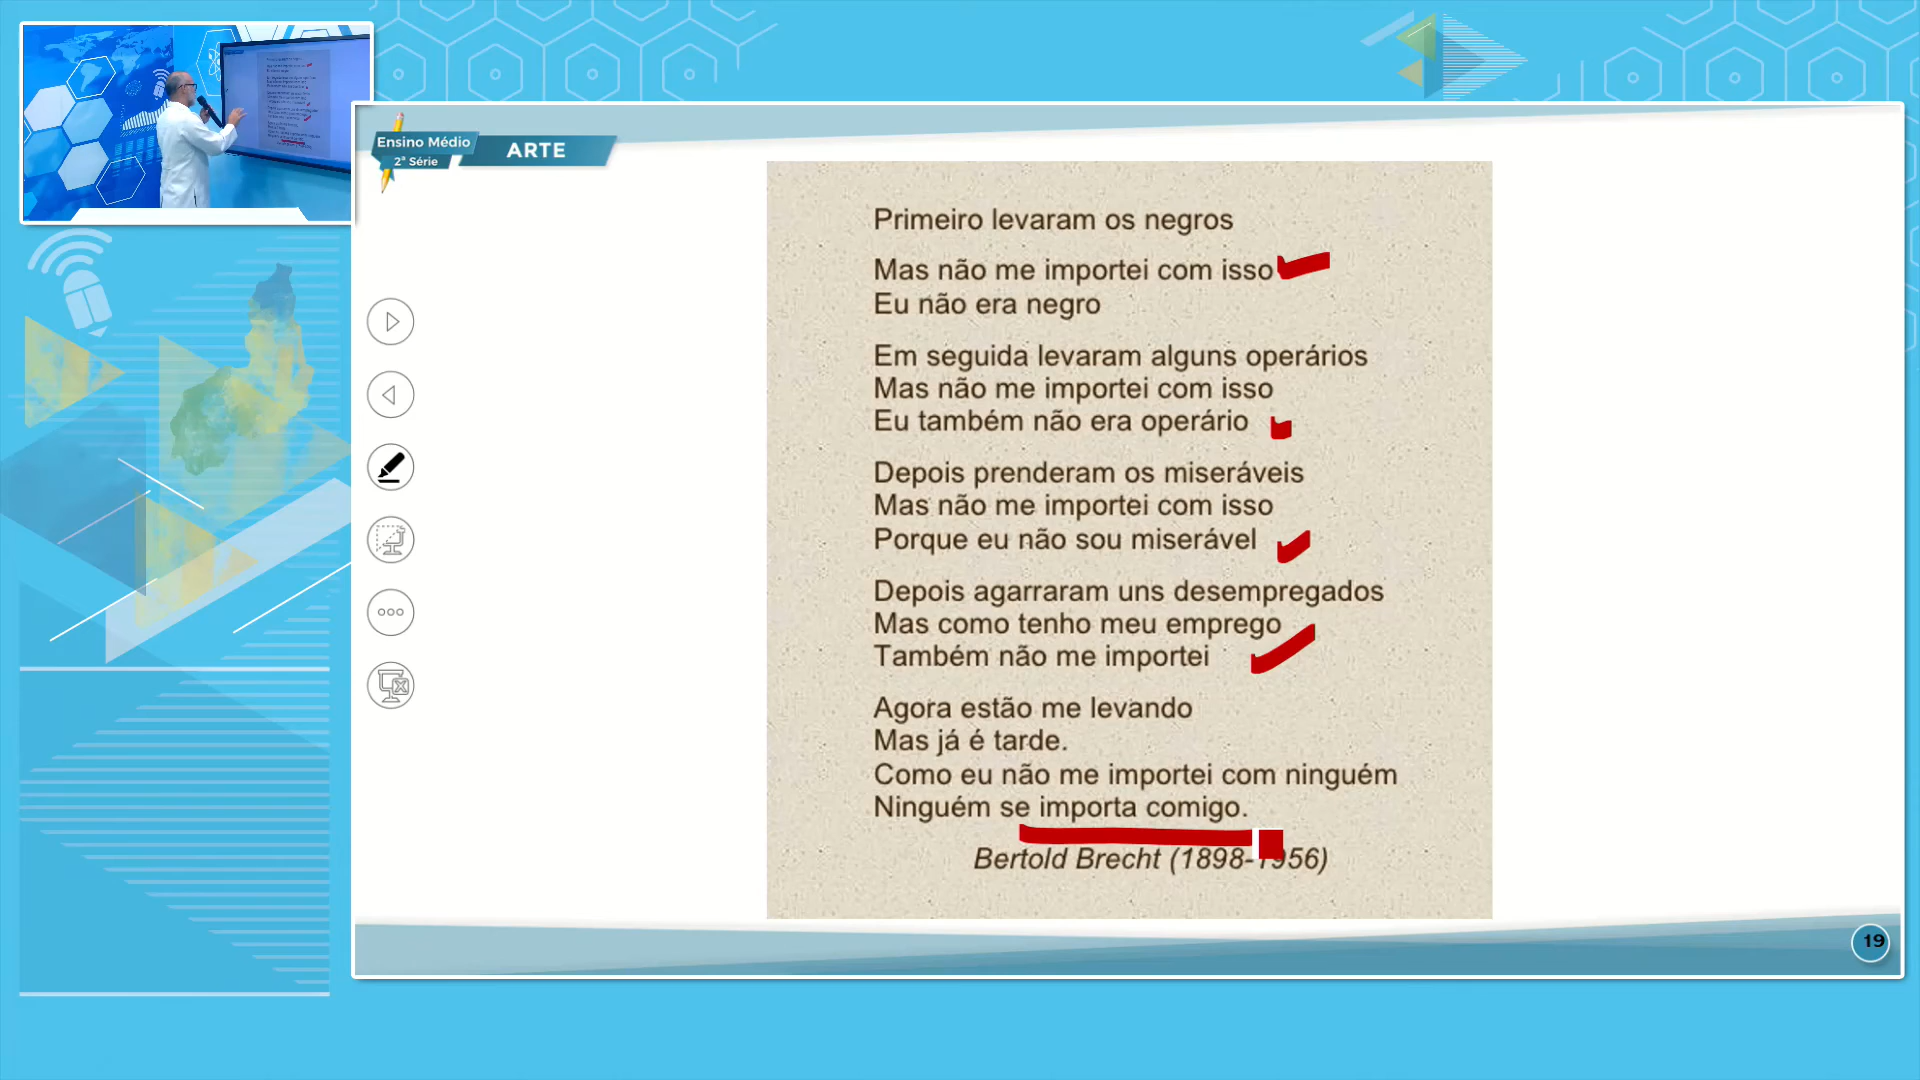 Ensino Médio
2ª Série
ARTE
Primeiro levaram os negros
Mas não me importei com isso
Eu não era negro
Em seguida levaram alguns operários
Mas não me importei com isso
Eu também não era operário
Depois prenderam os miseráveis
Mas não me importei com isso
Porque eu não sou miserável
Depois agarraram uns desempregados
Mas como tenho meu emprego
Também não me importei
Agora estão me levando
Mas já é tarde.
Como eu não me importei com ninguém
Ninguém se importa comigo.
Bertold Brecht (1898-1956)
19